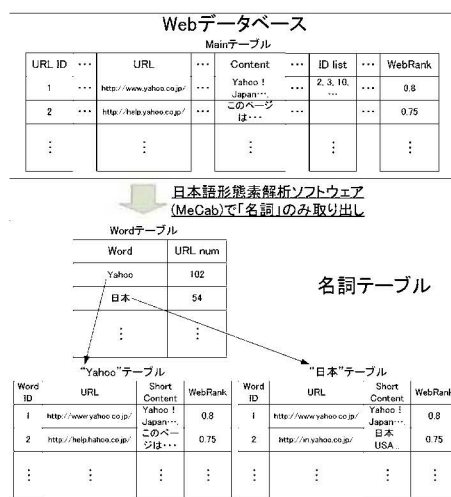 Webデータベース
Mainテーブル
URL ID … URL … Content … iD list … WebRank
1 … http://www.yahoo.co.jp/ … Yahoo！Japan…. … 2, 3, 10, … … 0.8
2 … http://help.yahoo.co.jp/ … このページは… … … 0.75
⋮ ⋮ ⋮ ⋮
日本語形態素解析ソフトウェア
(MeCab)で「名詞」のみ取り出し
Wordテーブル
Word URL num
Yahoo 102
日本 54
⋮ ⋮
名詞テーブル
“Yahoo”テーブル
Word ID URL Short Content WebRank
1 http://www.yahoo.co.jp/ Yahoo！Japan…. 0.8
2 http://help.hahoo.co.jp/ このページは… 0.75
⋮ ⋮ ⋮ ⋮
“日本”テーブル
Word ID URL Short Content WebRank
1 http://www.yahoo.co.jp/ Yahoo！Japan…. 0.8
2 http://xn.yahoo.co.jp/ 日本 USA.. 0.75
⋮ ⋮ ⋮ ⋮